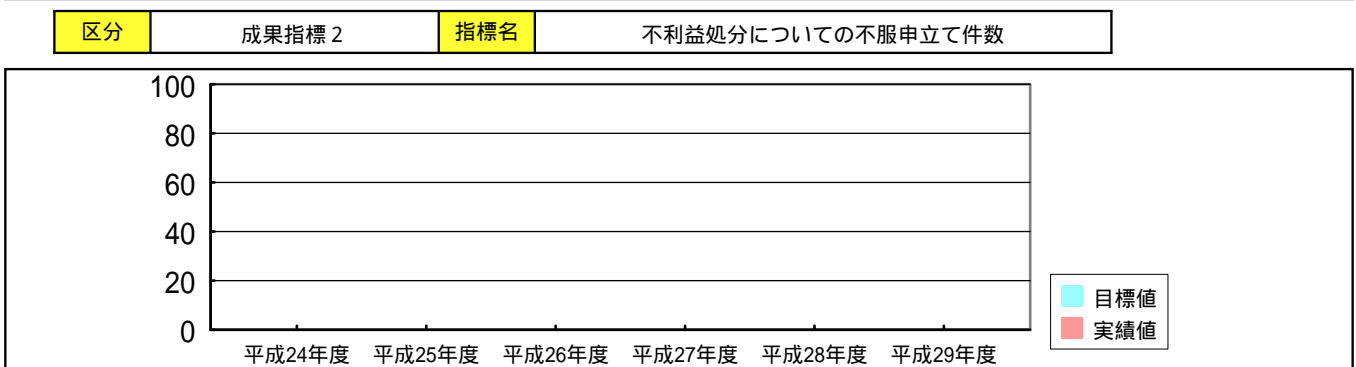 区分 成果指標2 指標名 不利益処分についての不服申立て件数
100
80
60
40
20
0
平成24年度 平成25年度 平成26年度 平成27年度 平成28年度 平成29年度
目標値
実績値